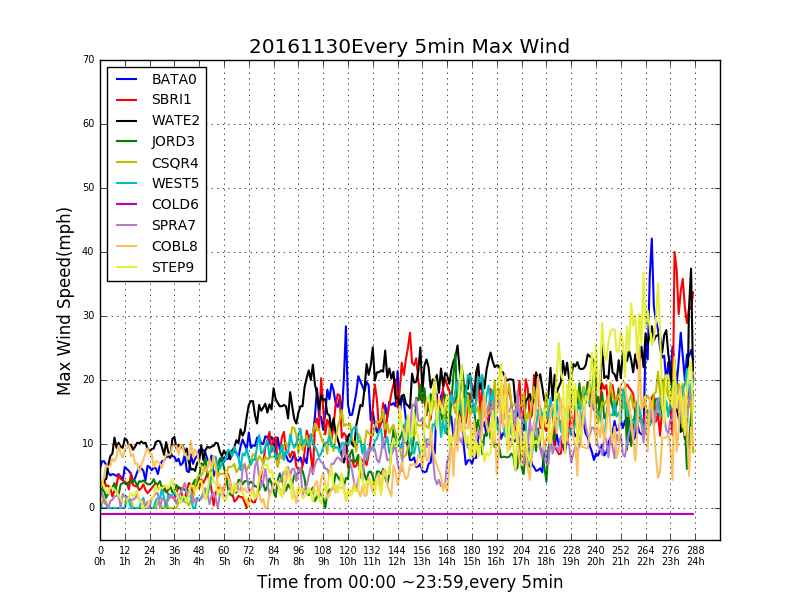 20161130Every 5min Max Wind
70
60
50
40
30
20
10
0
Max Wind Speed(mph)
BATA0
SBRI1
WATE2
JORD3
CSQR4
WEST5
COLD6
SPRA7
COBL8
STEP9
0 12 24 36 48 60 72 84 96 108 120 132 144 156 168 180 192 204 216 228 240 252 264 276 288
0h 1h 2h 3h 4h 5h 6h 7h 8h 9h 10h 11h 12h 13h 14h 15h 16h 17h 18h 19h 20h 21h 22h 23h 24h
Time from 00:00 ~23:59,every 5min